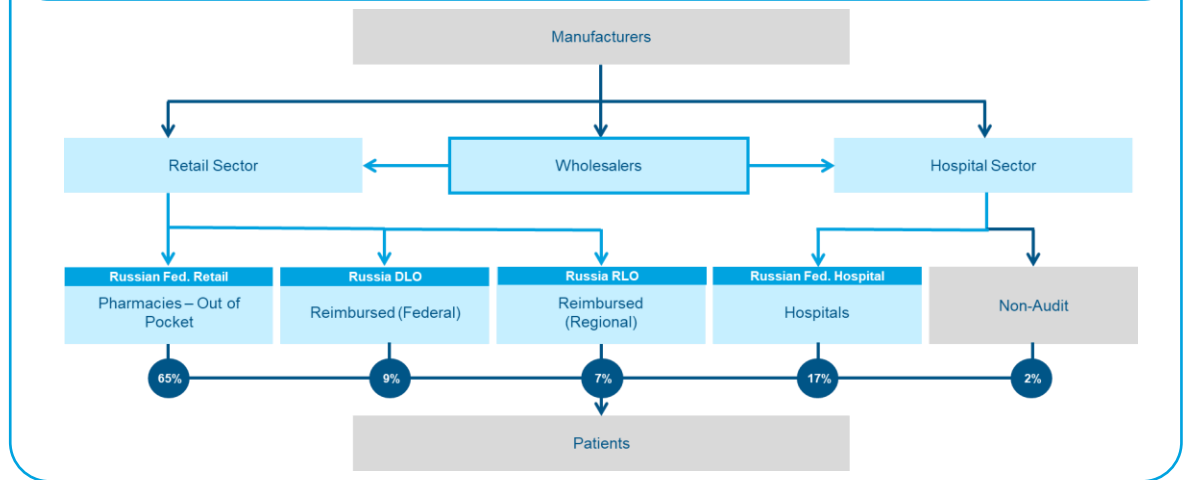 Manufacturers
Retail Sector
Wholesalers
Hospital Sector
Russian Fed. Retail
Pharmacies – Out of
Pocket
Russia DLO
Reimbursed (Federal)
Russia RLO
Reimbursed
(Regional)
Russian Fed. Hospital
Hospitals
Non-Audit
65%
9%
7%
17%
2%
Patients